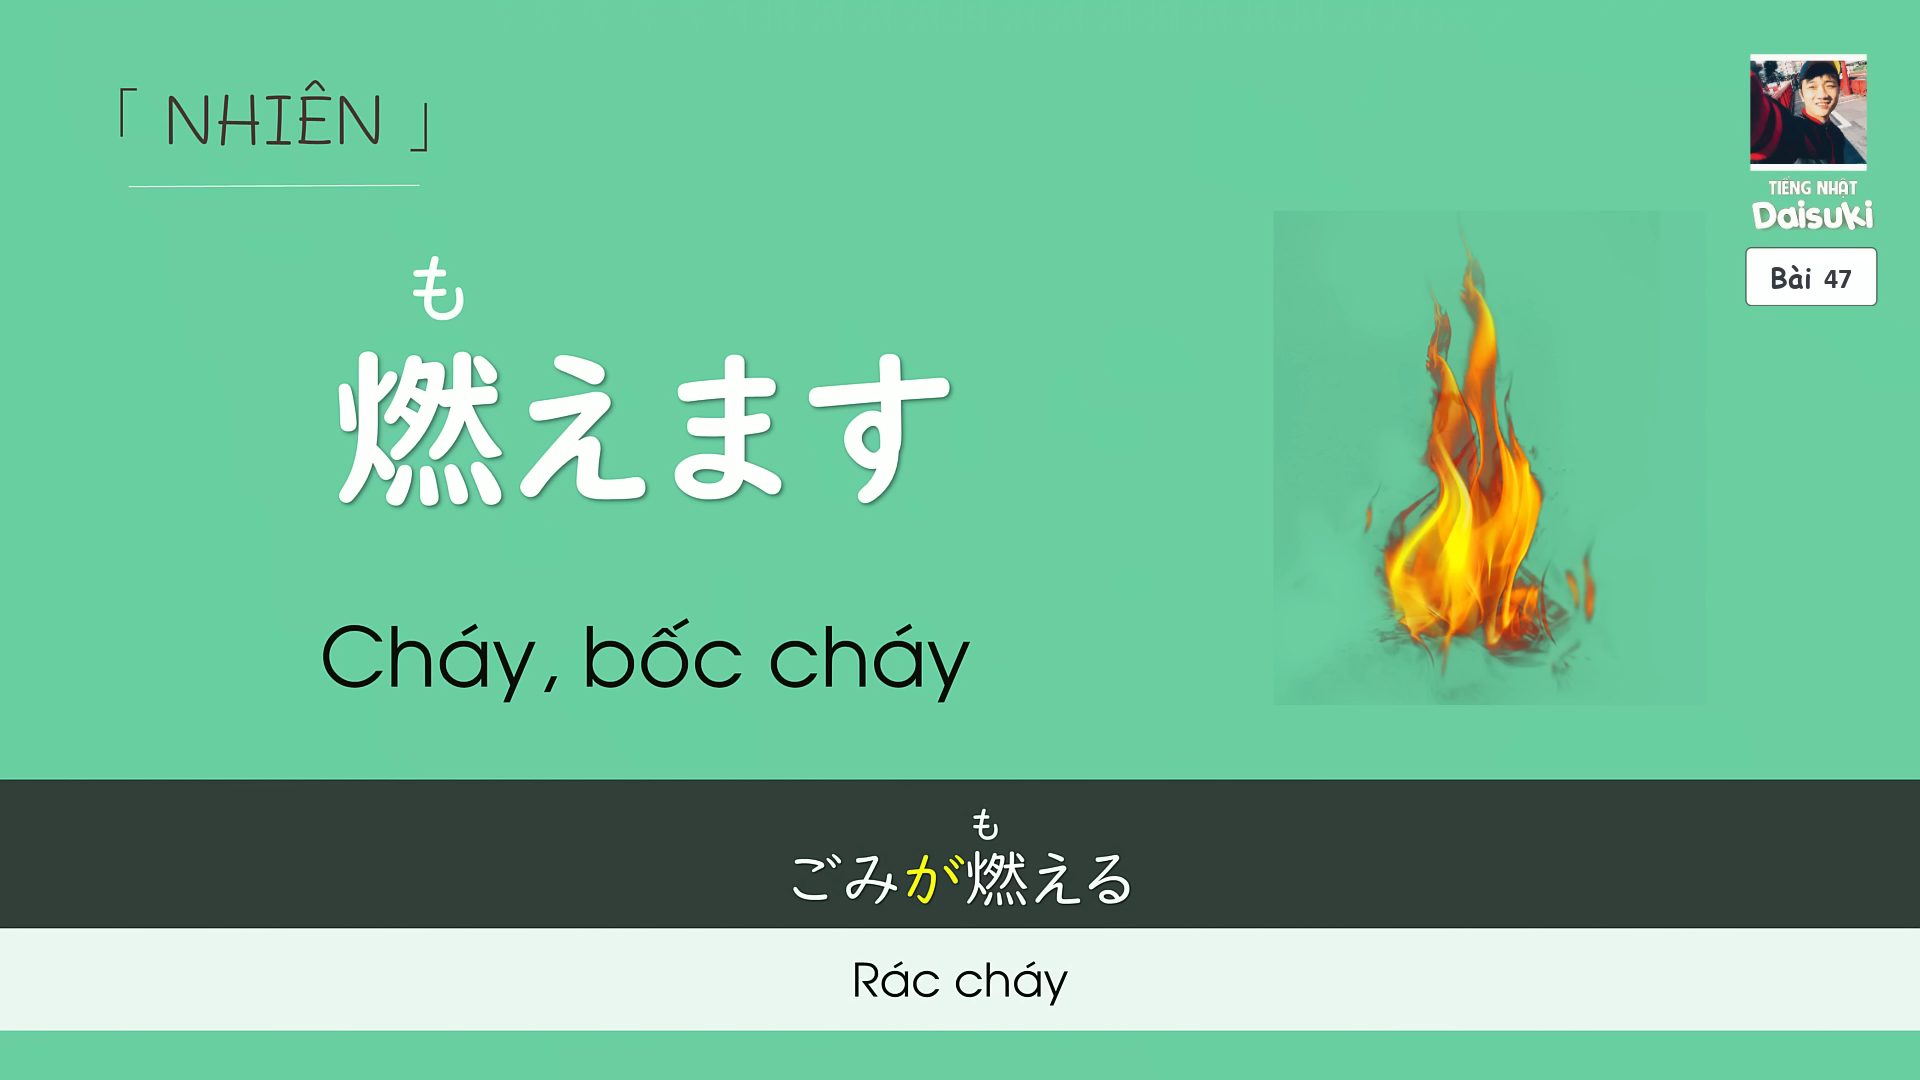 「 NHIÊN 」
TIẾNG NHẬT
Daisuki
Bài 47
も
燃えます
Cháy, bốc cháy
も
ごみが燃える
Rác cháy